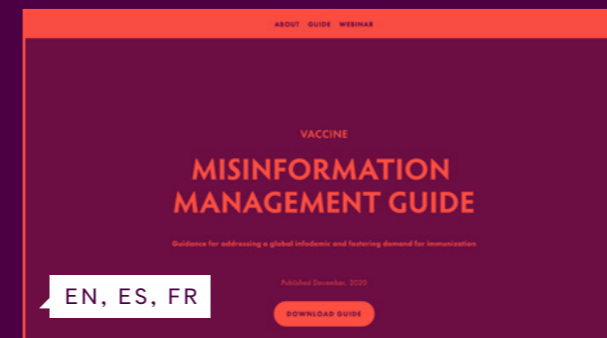 ABOUT GUIDE WEBINAR
VACCINE
MISINFORMATION
MANAGEMENT GUIDE
Guidance for addressing a global infodemic and fostering demand for immunization
Published December, 2020
EN, ES, FR
DOWNLOAD GUIDE